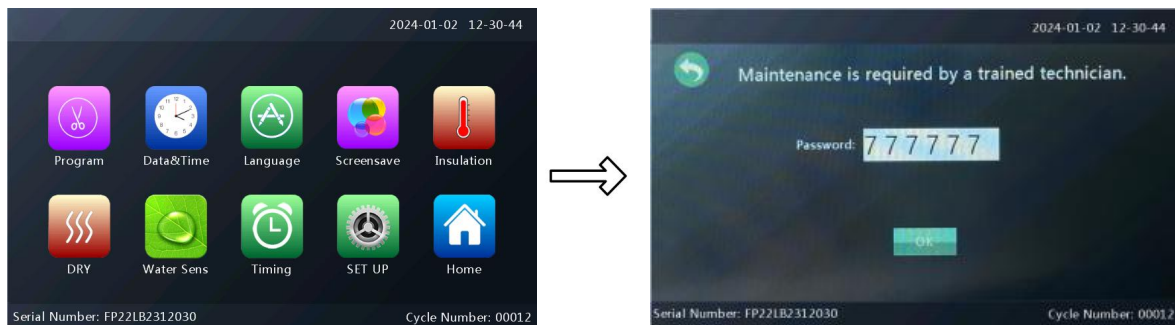 2024-01-02 12-30-44
Program
Data&Time
Language
Screensave
Insulation
DRY
Water Sens
Timing
SET UP
Home
Serial Number: FP22LB2312030
Cycle Number: 00012
2024-01-02 12-30-44
Maintenance is required by a trained technician.
Password: 777777
OK
Serial Number: FP22LB2312030
Cycle Number: 00012